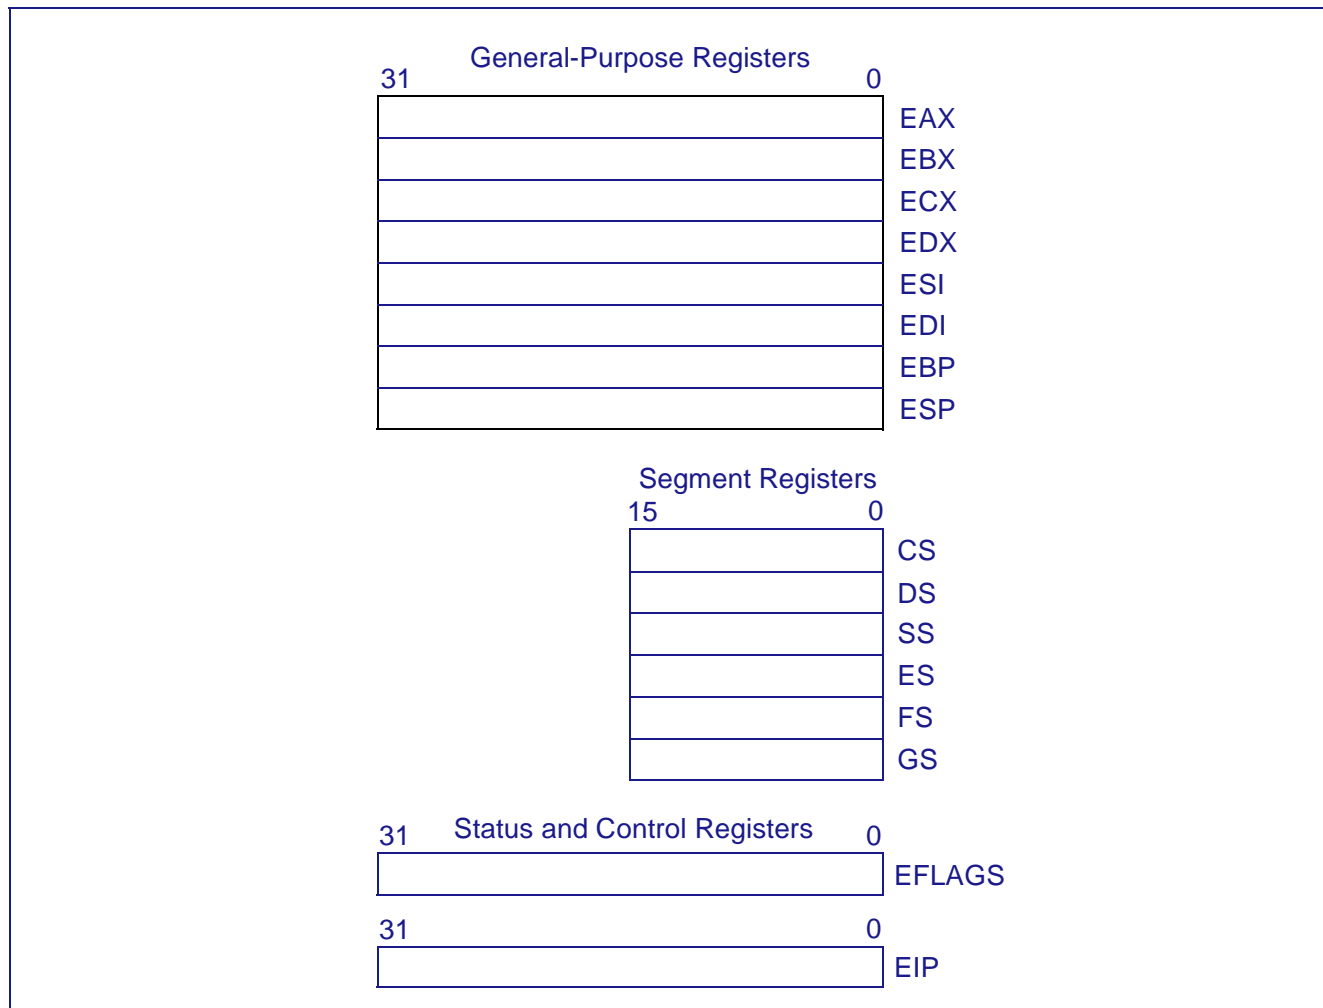 General-Purpose Registers
31 0
EAX
EBX
ECX
EDX
ESI
EDI
EBP
ESP
Segment Registers
15 0
CS
DS
SS
ES
FS
GS
31 Status and Control Registers 0
EFLAGS
31 0
EIP